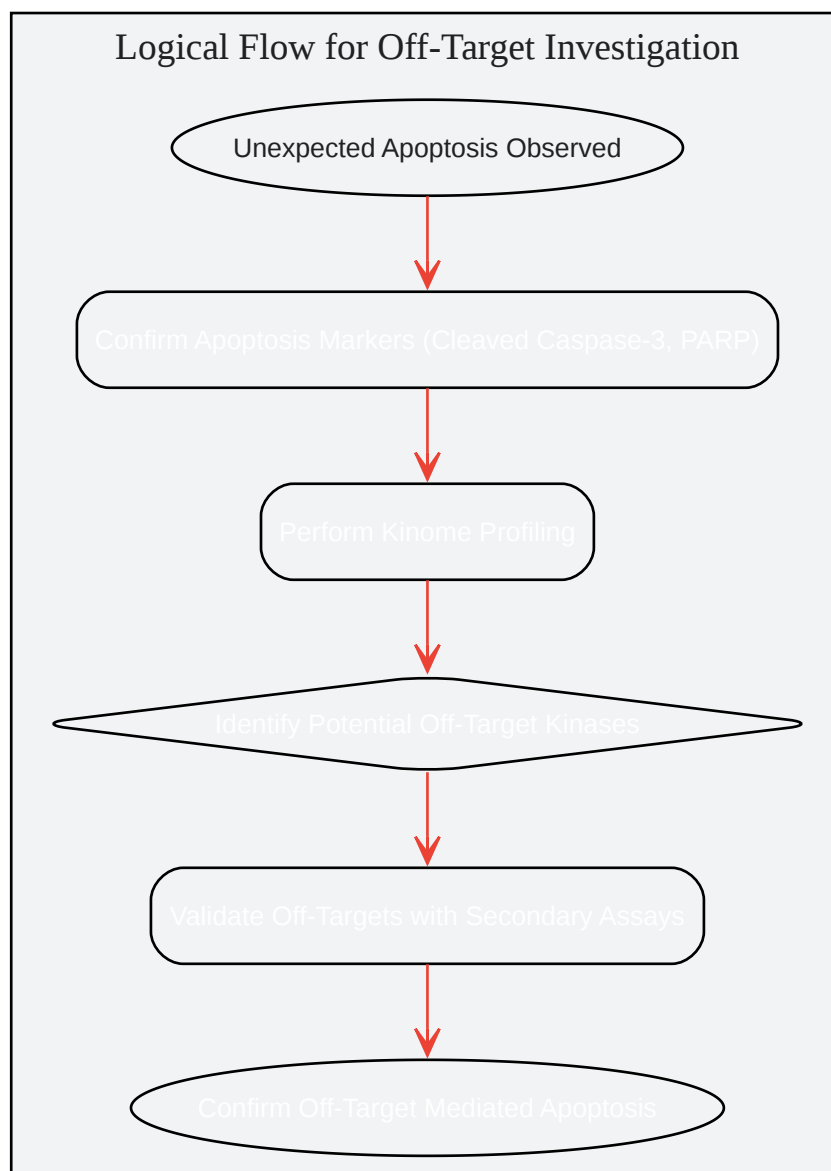 Logical Flow for Off-Target Investigation
Unexpected Apoptosis Observed
Confirm Apoptosis Markers (Cleaved Caspase-3, PARP)
Perform Kinome Profiling
Identify Potential Off-Target Kinases
Validate Off-Targets with Secondary Assays
Confirm Off-Target Mediated Apoptosis